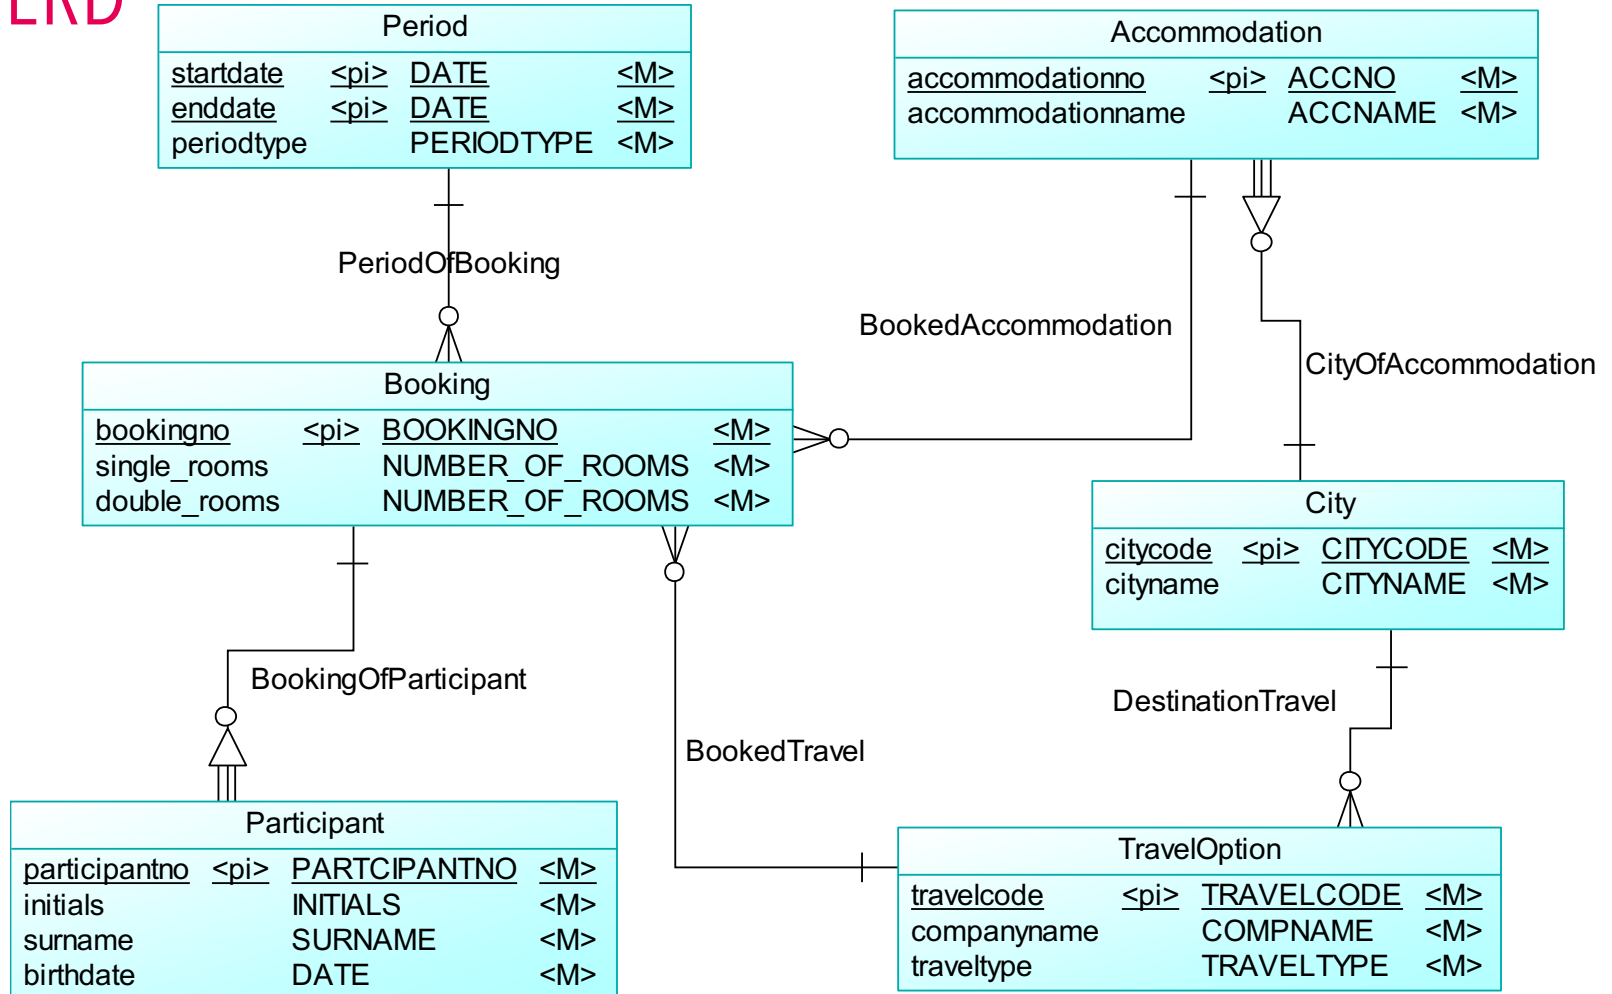 ERD
Period
startdate <pi> DATE <M>
enddate <pi> DATE <M>
periodtype PERIODTYPE <M>
Accommodation
accommodationno <pi> ACCNO <M>
accommodationname ACCNAME <M>
PeriodOfBooking
BookedAccommodation
CityOfAccommodation
Booking
bookingno <pi> BOOKINGNO <M>
single_rooms NUMBER_OF_ROOMS <M>
double_rooms NUMBER_OF_ROOMS <M>
City
citycode <pi> CITYCODE <M>
cityname CITYNAME <M>
BookingOfParticipant
DestinationTravel
BookedTravel
Participant
participantno <pi> PARTCIPANTNO <M>
initials INITIALS <M>
surname SURNAME <M>
birthdate DATE <M>
TravelOption
travelcode <pi> TRAVELCODE <M>
companyname COMPNAME <M>
traveltype TRAVELTYPE <M>